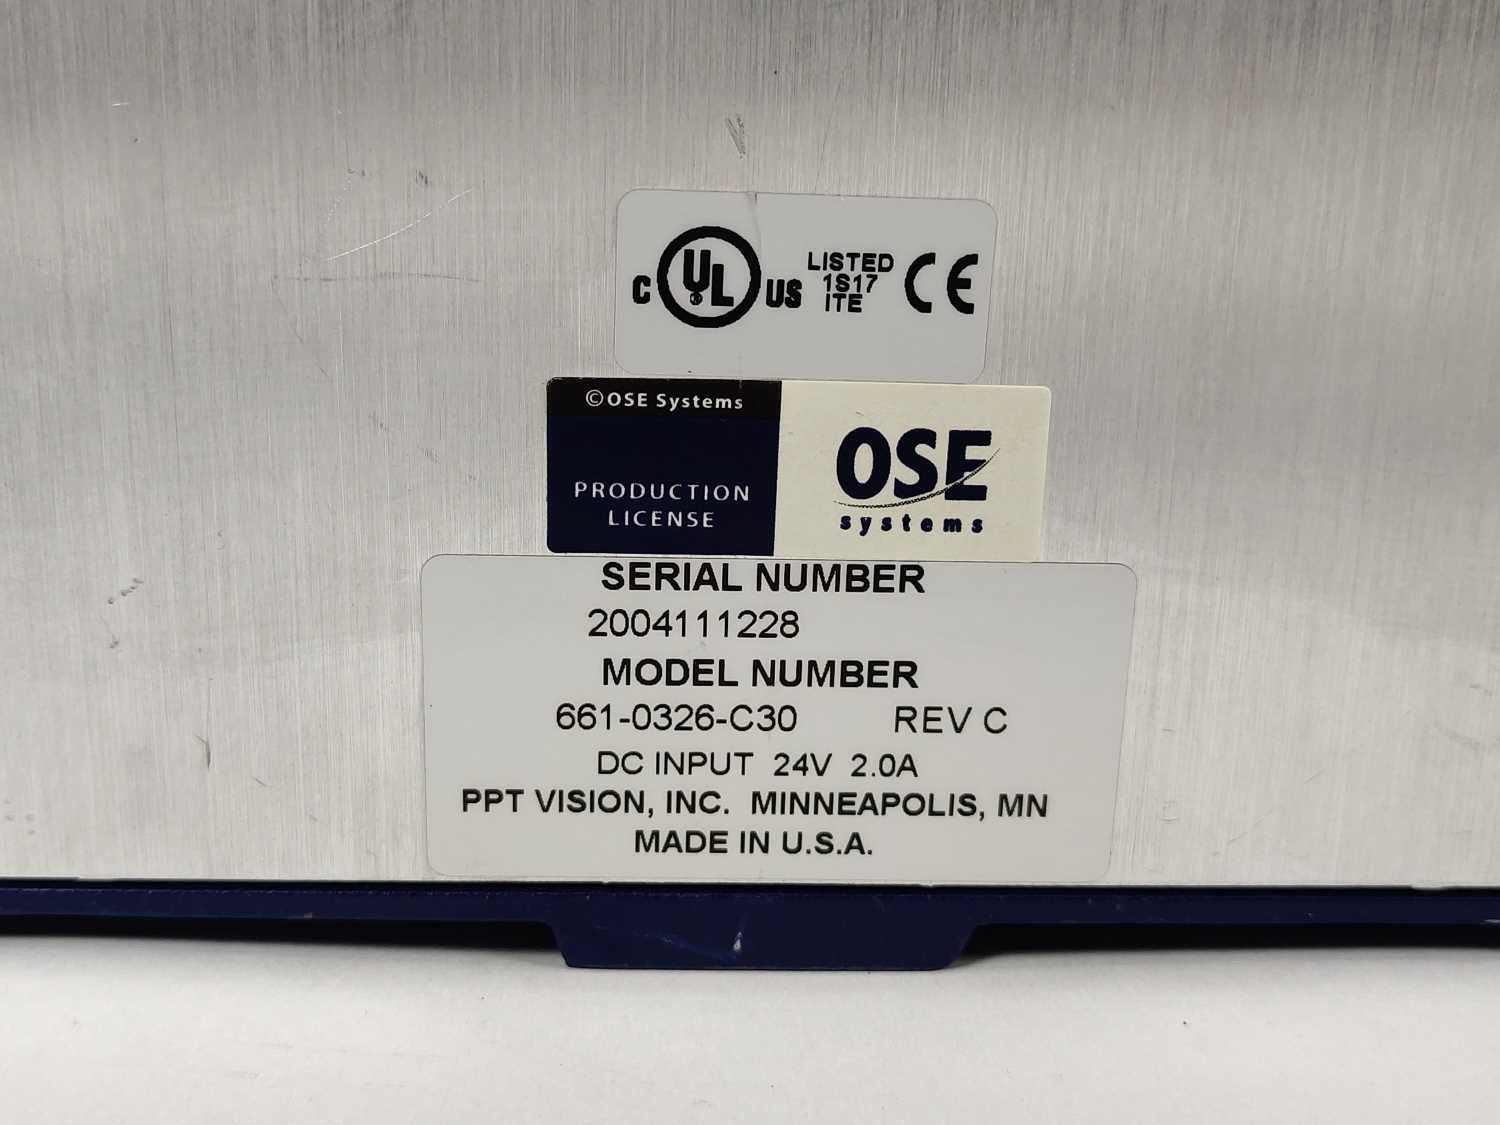 C UL US LISTED CE
1S17
ITE
©OSE Systems
PRODUCTION
LICENSE
OSE
systems
SERIAL NUMBER
2004111228
MODEL NUMBER
661-0326-C30 REV C
DC INPUT 24V 2.0A
PPT VISION, INC. MINNEAPOLIS, MN
MADE IN U.S.A.